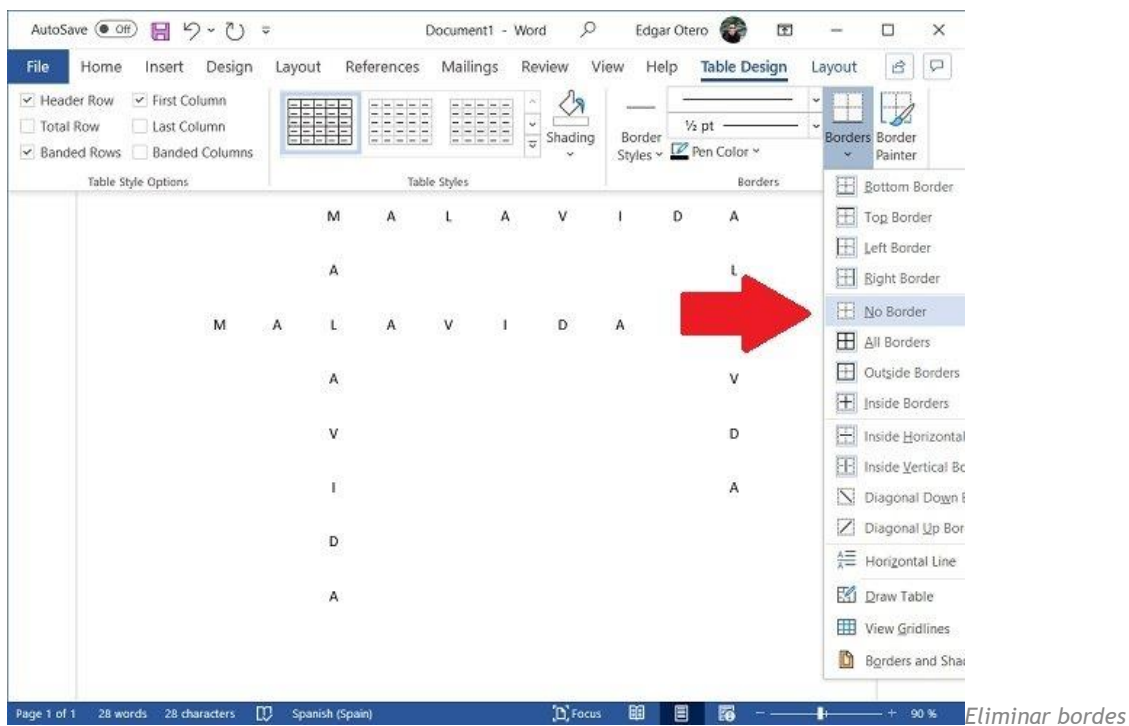 AutoSave Off Document1 - Word Edgar Otero
File Home Insert Design Layout References Mailings Review View Help Table Design Layout
Header Row First Column
Total Row Last Column
Banded Rows Banded Columns
Table Style Options
Shading
Table Styles
Border Styles
½ pt
Pen Color
Borders
Border Painter
Borders
Bottom Border
Top Border
Left Border
Right Border
No Border
All Borders
Outside Borders
Inside Borders
Inside Horizontal
Inside Vertical Bo
Diagonal Down
Diagonal Up Bor
Horizontal Line
Draw Table
View Gridlines
Borders and Shad
M A L A V I D A
A L
M A L A V I D A
A V
V D
I A
D
A
Page 1 of 1 28 words 28 characters Spanish (Spain) Focus 90 %
Eliminar bordes